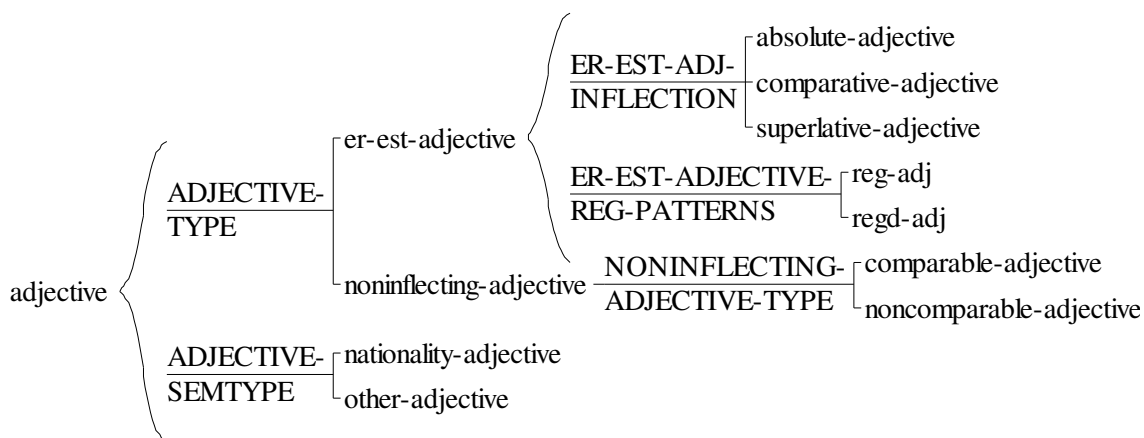 absolute-adjective
ER-EST-ADJ-
INFLECTION
comparative-adjective
superlative-adjective
er-est-adjective
ER-EST-ADJECTIVE-
REG-PATTERNS
reg-adj
regd-adj
ADJECTIVE-
TYPE
noninflecting-adjective
NONINFLECTING-
ADJECTIVE-TYPE
comparable-adjective
noncomparable-adjective
adjective
ADJECTIVE-
SEMTYPE
nationality-adjective
other-adjective